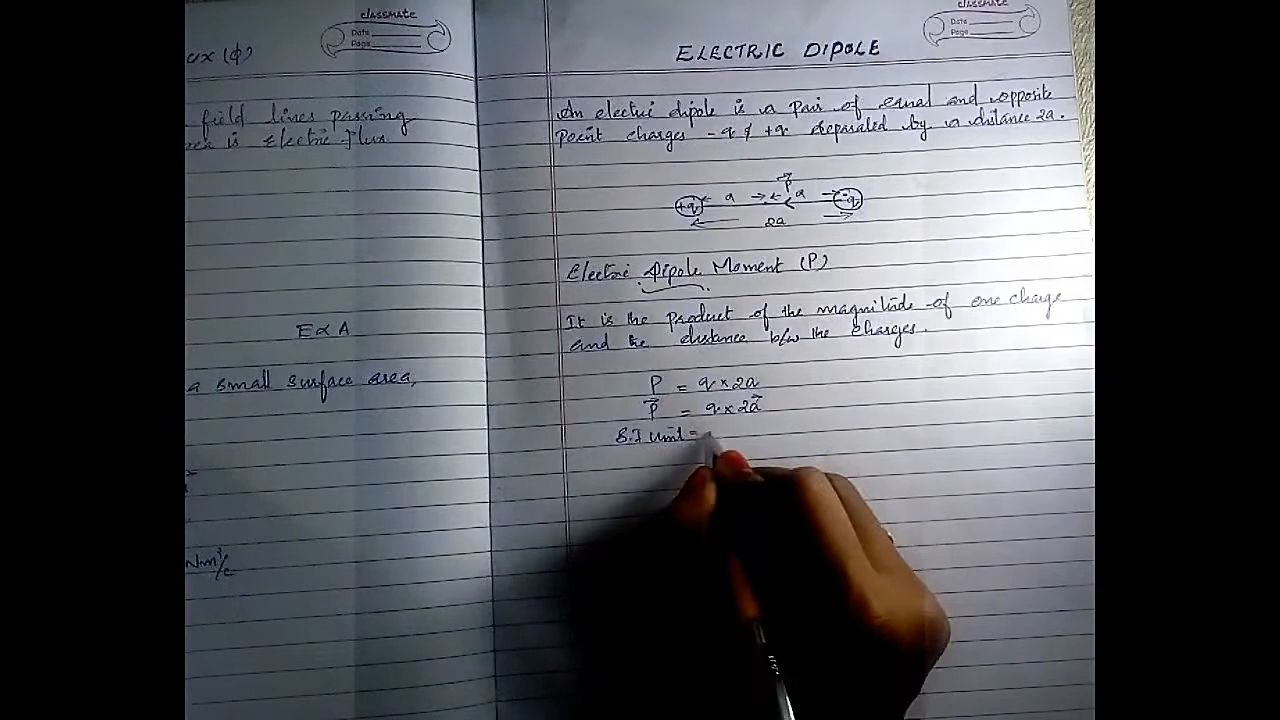 classmate
Date
Page
ux (ϕ)
field lines passing
is Electric Flux.
E ∝ A
a small surface area,
Nm²/c
classmate
Date
Page
ELECTRIC DIPOLE
An electric dipole is a pair of equal and opposite
Point charges -q & +q separated by a distance 2a.
p⃗
+q a a -q
2a
Electric Dipole Moment (P)
It is the product of the magnitude of one charge
and the distance b/w the charges.
P = q × 2a
p⃗ = q × 2a⃗
S.I unit =